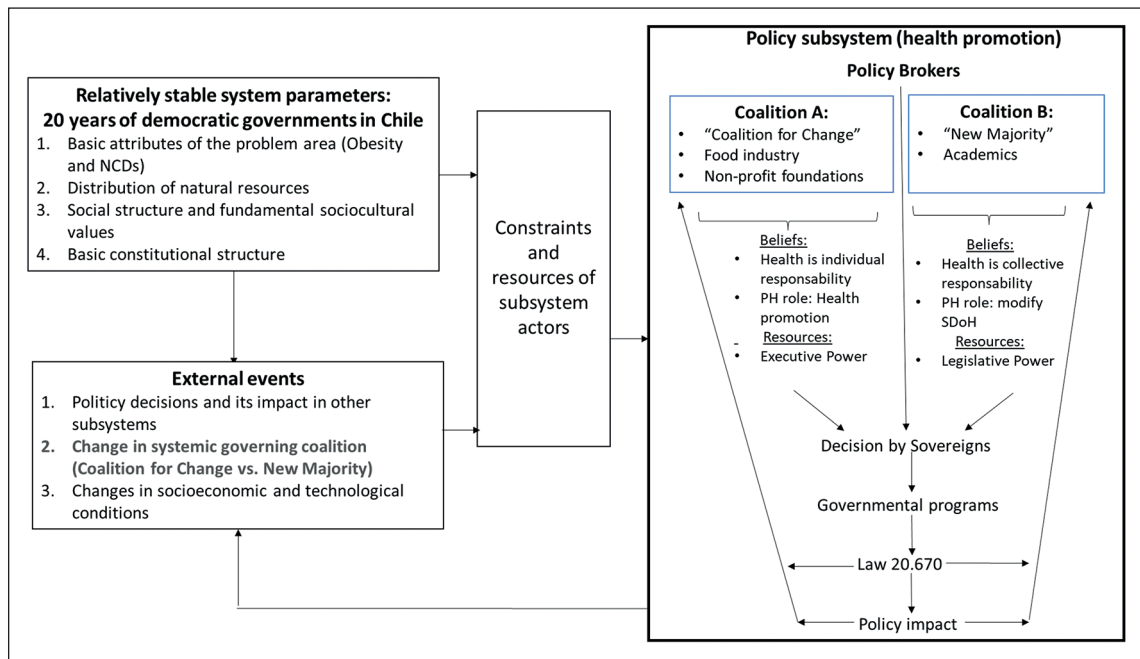 Relatively stable system parameters:
20 years of democratic governments in Chile
1. Basic attributes of the problem area (Obesity
and NCDs)
2. Distribution of natural resources
3. Social structure and fundamental sociocultural
values
4. Basic constitutional structure
External events
1. Politicy decisions and its impact in other
subsystems
2. Change in systemic governing coalition
(Coalition for Change vs. New Majority)
3. Changes in socioeconomic and technological
conditions
Constraints
and
resources of
subsystem
actors
Policy subsystem (health promotion)
Policy Brokers
Coalition A:
• “Coalition for Change”
• Food industry
• Non-profit foundations
Coalition B:
• “New Majority”
• Academics
Beliefs:
• Health is individual
responsability
• PH role: Health
promotion
- Resources:
• Executive Power
Beliefs:
• Health is collective
responsability
• PH role: modify
SDoH
Resources:
• Legislative Power
Decision by Sovereigns
Governmental programs
Law 20.670
Policy impact